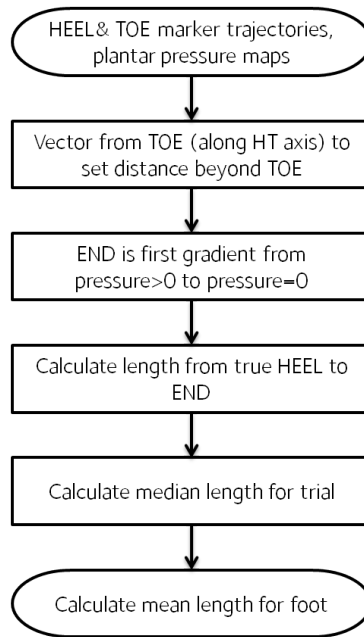 HEEL& TOE marker trajectories,
plantar pressure maps
Vector from TOE (along HT axis) to
set distance beyond TOE
END is first gradient from
pressure>0 to pressure=0
Calculate length from true HEEL to
END
Calculate median length for trial
Calculate mean length for foot